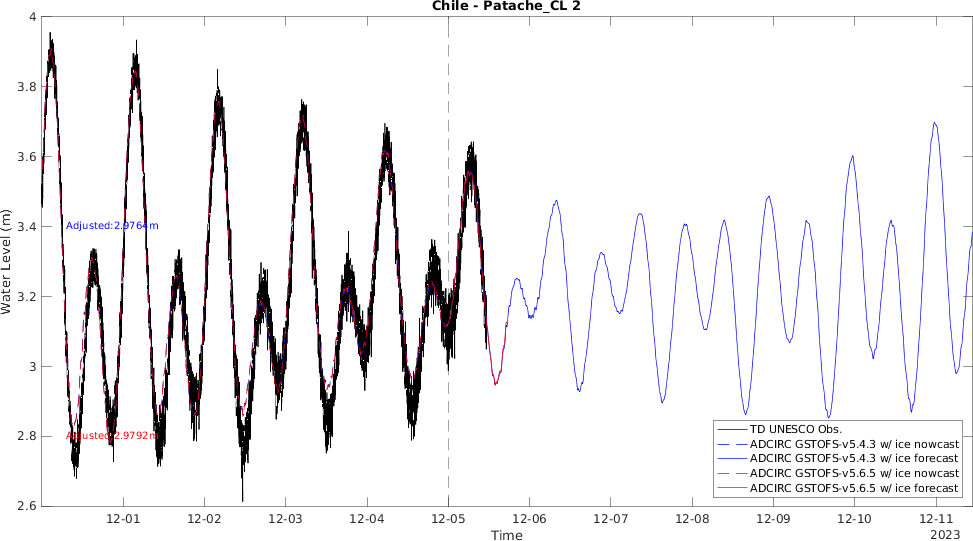 Chile - Patache_CL 2
4
3.8
3.6
3.4
3.2
3
2.8
2.6
Water Level (m)
Adjusted:2.9764m
Adjusted:2.9792m
TD UNESCO Obs.
ADCIRC GSTOFS-v5.4.3 w/ ice nowcast
ADCIRC GSTOFS-v5.4.3 w/ ice forecast
ADCIRC GSTOFS-v5.6.5 w/ ice nowcast
ADCIRC GSTOFS-v5.6.5 w/ ice forecast
12-01 12-02 12-03 12-04 12-05 12-06 12-07 12-08 12-09 12-10 12-11
2023
Time